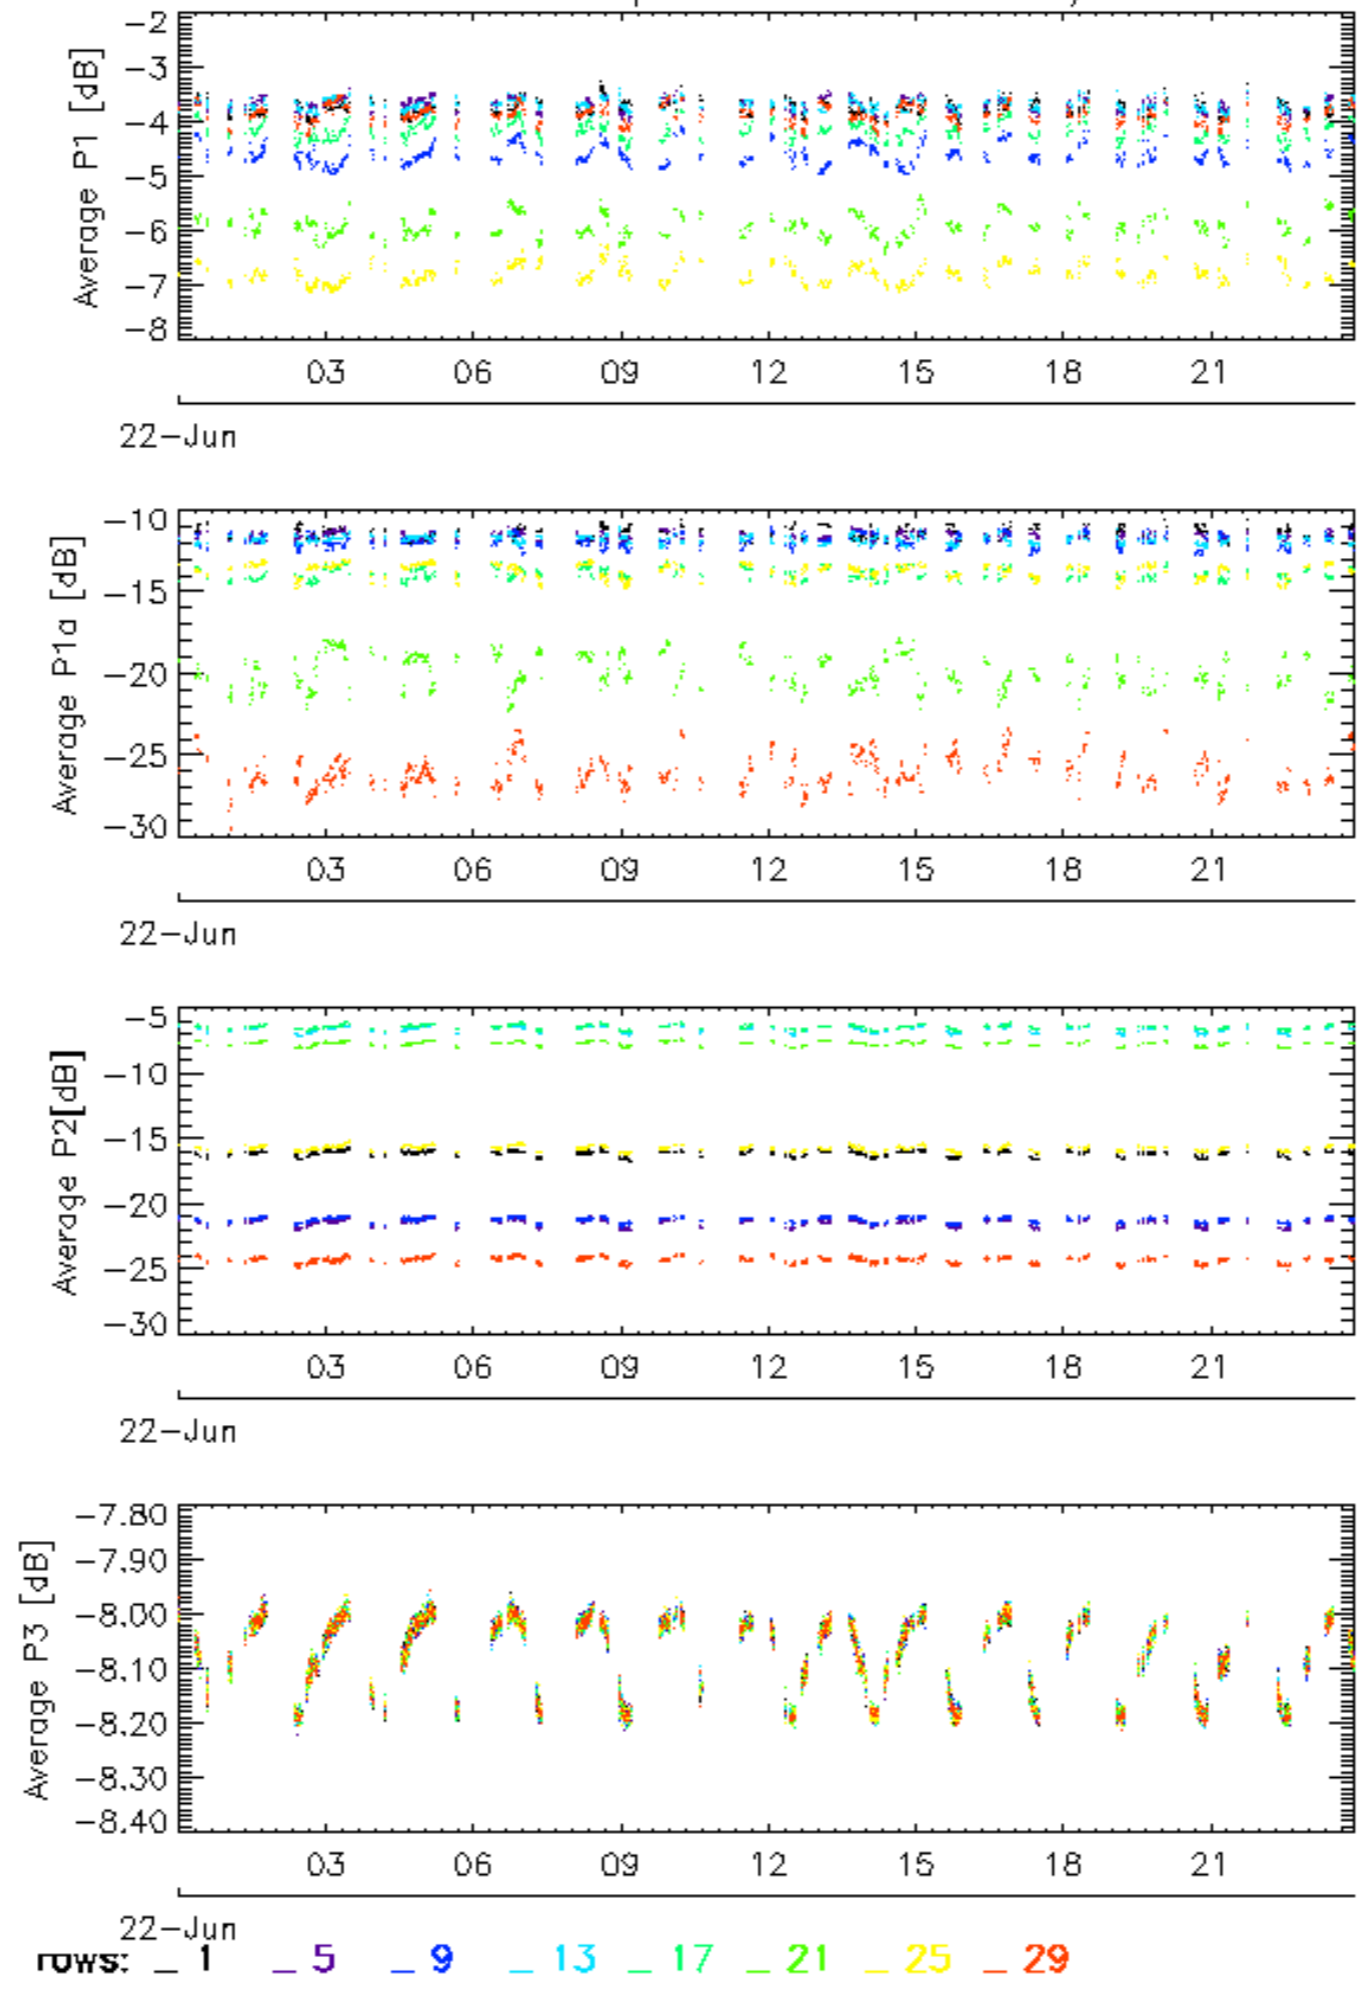 -2
-3
-4
-5
-6
-7
-8
Average P1 [dB]
03 06 09 12 15 18 21
22-Jun
-10
-15
-20
-25
-30
Average P1a [dB]
03 06 09 12 15 18 21
22-Jun
-5
-10
-15
-20
-25
-30
Average P2[dB]
03 06 09 12 15 18 21
22-Jun
-7.80
-7.90
-8.00
-8.10
-8.20
-8.30
-8.40
Average P3 [dB]
03 06 09 12 15 18 21
22-Jun
rows: _ 1 _ 5 _ 9 _ 13 _ 17 _ 21 _ 25 _ 29